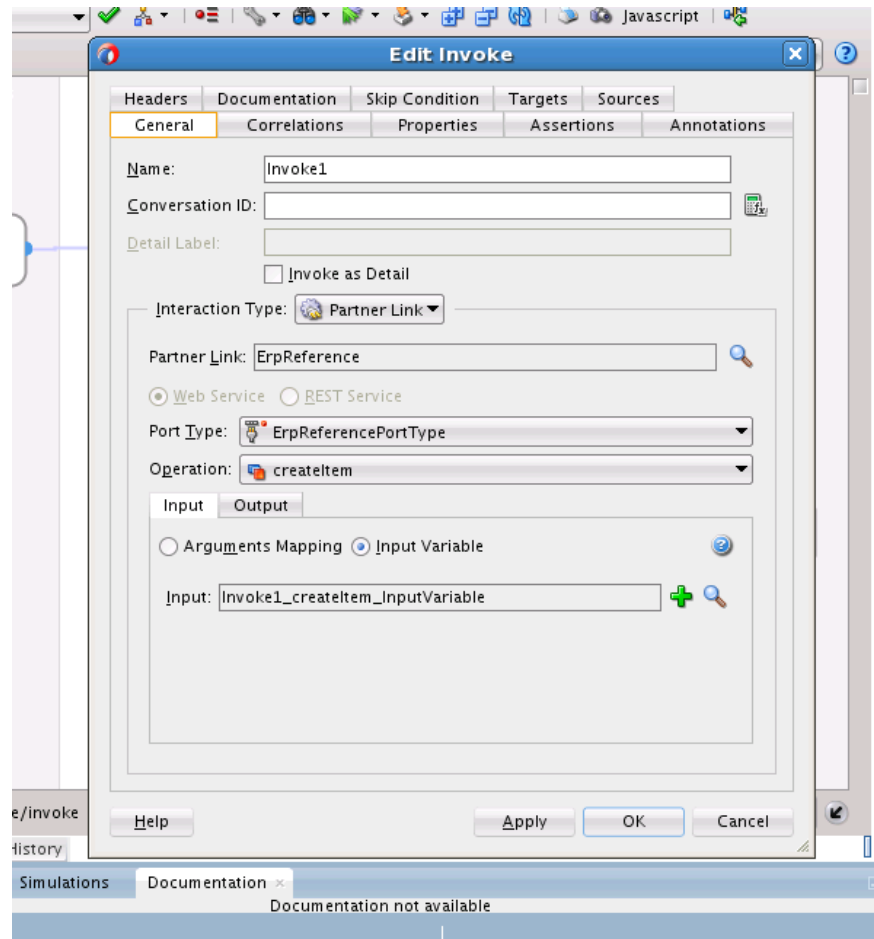 Javascript
Edit Invoke
Headers Documentation Skip Condition Targets Sources
General Correlations Properties Assertions Annotations
Name: Invoke1
Conversation ID:
Detail Label:
Invoke as Detail
Interaction Type: Partner Link
Partner Link: ErpReference
Web Service REST Service
Port Type: ErpReferencePortType
Operation: createItem
Input Output
Arguments Mapping Input Variable
Input: Invoke1_createItem_InputVariable
e/invoke
Help Apply OK Cancel
History
Simulations Documentation
Documentation not available